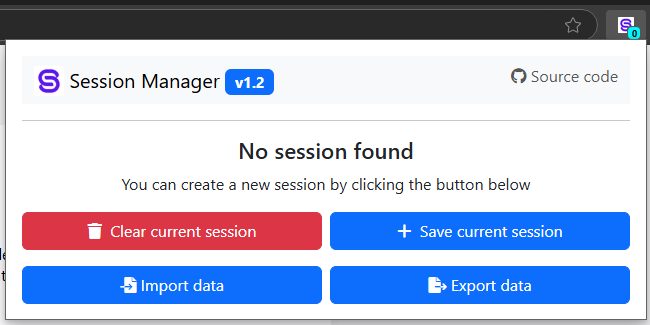 0
Session Manager v1.2
Source code
No session found
You can create a new session by clicking the button below
Clear current session
Save current session
Import data
Export data